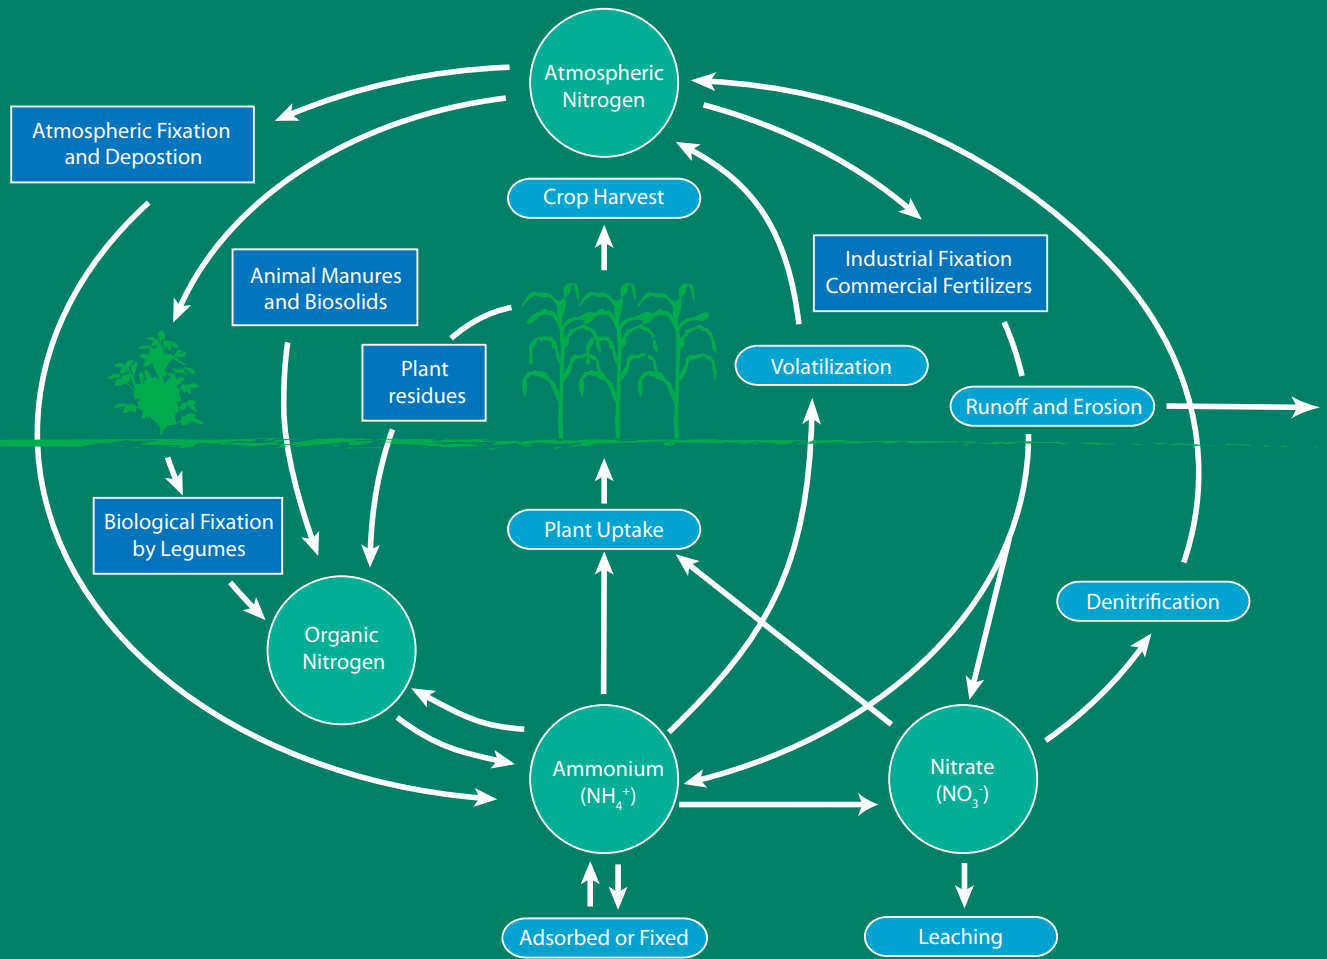 Atmospheric
Nitrogen
Atmospheric Fixation
and Depostion
Crop Harvest
Animal Manures
and Biosolids
Industrial Fixation
Commercial Fertilizers
Plant
residues
Volatilization
Runoff and Erosion
Biological Fixation
by Legumes
Plant Uptake
Denitrification
Organic
Nitrogen
Ammonium
(NH₄⁺)
Nitrate
(NO₃⁻)
Adsorbed or Fixed
Leaching